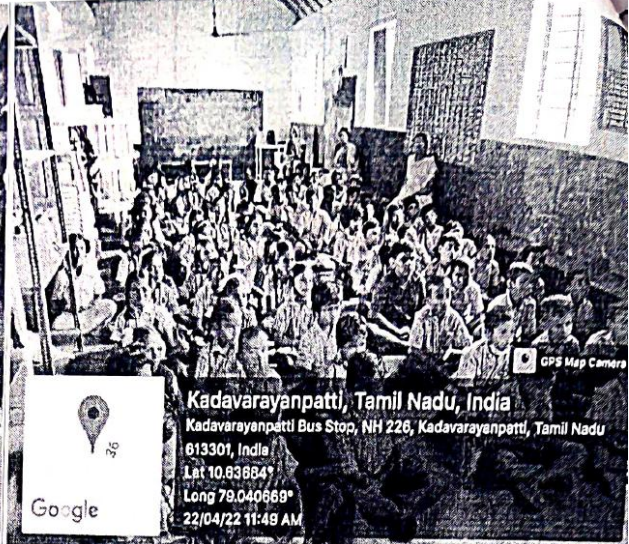 GPS Map Camera
Kadavarayanpatti, Tamil Nadu, India
Kadavarayanpatti Bus Stop, NH 226, Kadavarayanpatti, Tamil Nadu
613301, India
Lat 10.63684°
Long 79.040669°
22/04/22 11:49 AM
36
Google